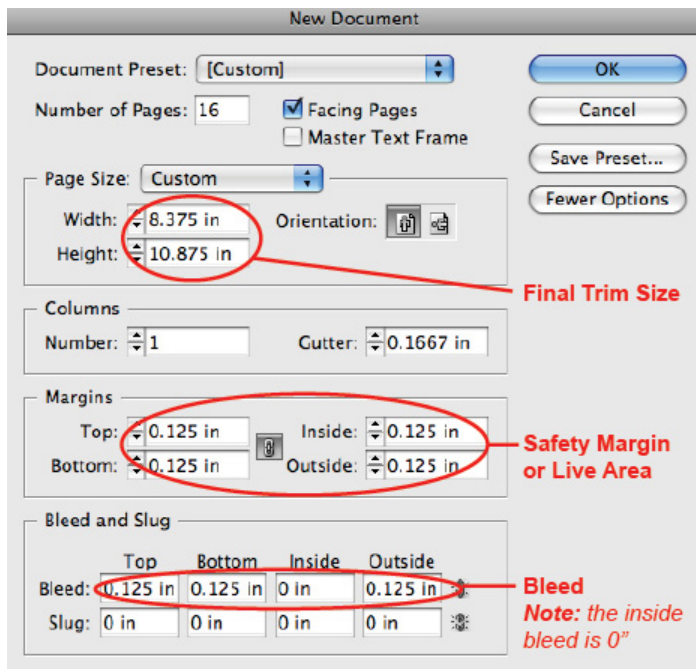 New Document
Document Preset: [Custom]
OK
Number of Pages: 16
Facing Pages
Cancel
Master Text Frame
Save Preset...
Page Size: Custom
Fewer Options
Width: 8.375 in
Orientation:
Height: 10.875 in
Final Trim Size
Columns
Number: 1
Gutter: 0.1667 in
Margins
Top: 0.125 in
Inside: 0.125 in
Bottom: 0.125 in
Outside: 0.125 in
Safety Margin
or Live Area
Bleed and Slug
Top Bottom Inside Outside
Bleed: 0.125 in 0.125 in 0 in 0.125 in
Slug: 0 in 0 in 0 in 0 in
Bleed
Note: the inside
bleed is 0”